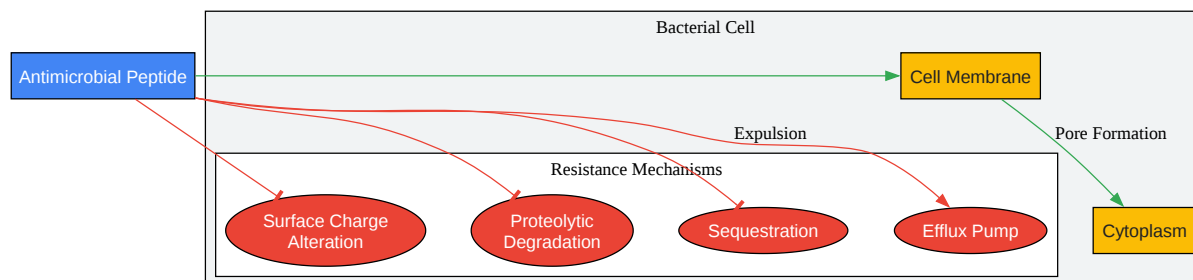 Bacterial Cell
Antimicrobial Peptide
Cell Membrane
Expulsion
Pore Formation
Resistance Mechanisms
Surface Charge
Alteration
Proteolytic
Degradation
Sequestration
Efflux Pump
Cytoplasm